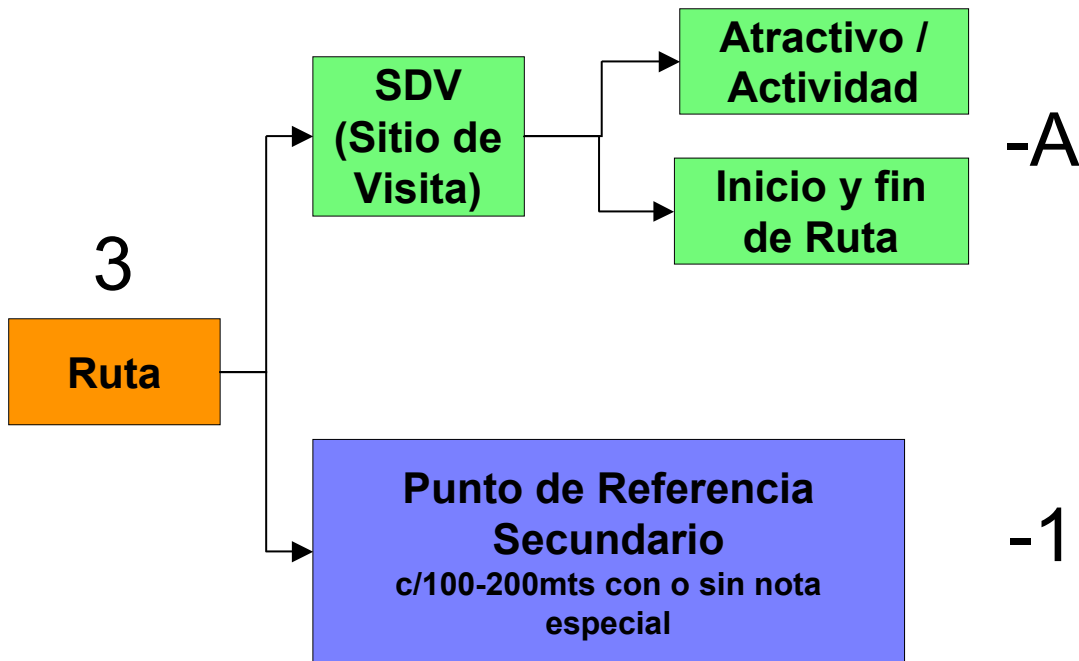 Atractivo /
Actividad
SDV
(Sitio de
Visita)
-A
Inicio y fin
de Ruta
3
Ruta
Punto de Referencia
Secundario
c/100-200mts con o sin nota
especial
-1